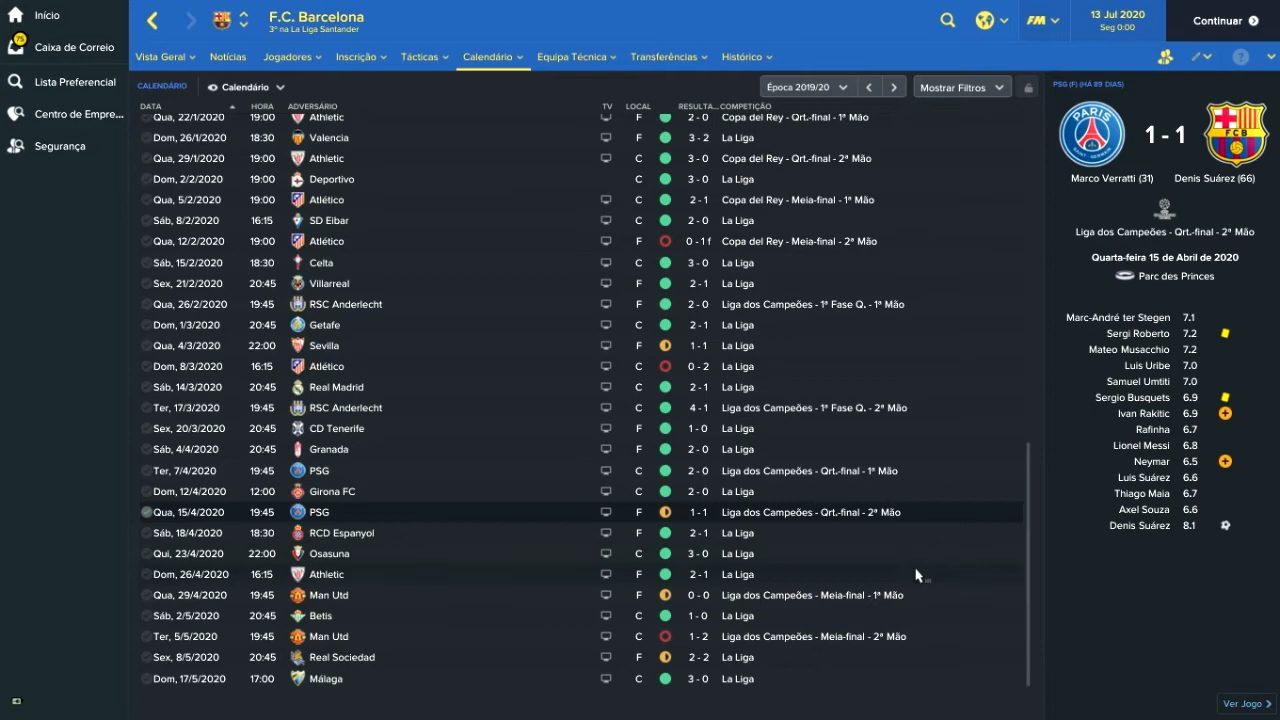 Início
75
Caixa de Correio
Lista Preferencial
Centro de Empre...
Segurança
F.C. Barcelona
3º na La Liga Santander
FM
13 Jul 2020
Seg 0:00
Continuar
Vista Geral Notícias Jogadores Inscrição Tácticas Calendário Equipa Técnica Transferências Histórico
CALENDÁRIO Calendário Época 2019/20 Mostrar Filtros
DATA HORA ADVERSÁRIO TV LOCAL RESULTA... COMPETIÇÃO
Qua, 22/1/2020 19:00 Athletic F 2 - 0 Copa del Rey - Qrt.-final - 1ª Mão
Dom, 26/1/2020 18:30 Valencia F 3 - 2 La Liga
Qua, 29/1/2020 19:00 Athletic C 3 - 0 Copa del Rey - Qrt.-final - 2ª Mão
Dom, 2/2/2020 19:00 Deportivo C 3 - 0 La Liga
Qua, 5/2/2020 19:00 Atlético C 2 - 1 Copa del Rey - Meia-final - 1ª Mão
Sáb, 8/2/2020 16:15 SD Eibar C 2 - 0 La Liga
Qua, 12/2/2020 19:00 Atlético F 0 - 1 f Copa del Rey - Meia-final - 2ª Mão
Sáb, 15/2/2020 18:30 Celta C 3 - 0 La Liga
Sex, 21/2/2020 20:45 Villarreal F 2 - 1 La Liga
Qua, 26/2/2020 19:45 RSC Anderlecht F 2 - 0 Liga dos Campeões - 1ª Fase Q. - 1ª Mão
Dom, 1/3/2020 20:45 Getafe C 2 - 1 La Liga
Qua, 4/3/2020 22:00 Sevilla F 1 - 1 La Liga
Dom, 8/3/2020 16:15 Atlético C 0 - 2 La Liga
Sáb, 14/3/2020 20:45 Real Madrid C 2 - 1 La Liga
Ter, 17/3/2020 19:45 RSC Anderlecht C 4 - 1 Liga dos Campeões - 1ª Fase Q. - 2ª Mão
Sex, 20/3/2020 20:45 CD Tenerife C 1 - 0 La Liga
Sáb, 4/4/2020 20:45 Granada F 2 - 0 La Liga
Ter, 7/4/2020 19:45 PSG C 2 - 0 Liga dos Campeões - Qrt.-final - 1ª Mão
Dom, 12/4/2020 12:00 Girona FC C 2 - 0 La Liga
Qua, 15/4/2020 19:45 PSG F 1 - 1 Liga dos Campeões - Qrt.-final - 2ª Mão
Sáb, 18/4/2020 18:30 RCD Espanyol F 2 - 1 La Liga
Qui, 23/4/2020 22:00 Osasuna C 3 - 0 La Liga
Dom, 26/4/2020 16:15 Athletic F 2 - 1 La Liga
Qua, 29/4/2020 19:45 Man Utd F 0 - 0 Liga dos Campeões - Meia-final - 1ª Mão
Sáb, 2/5/2020 20:45 Betis C 1 - 0 La Liga
Ter, 5/5/2020 19:45 Man Utd C 1 - 2 Liga dos Campeões - Meia-final - 2ª Mão
Sex, 8/5/2020 20:45 Real Sociedad F 2 - 2 La Liga
Dom, 17/5/2020 17:00 Málaga C 3 - 0 La Liga
PSG (F) (HÁ 89 DIAS)
PARIS
SAINT-GERMAIN
1 - 1
FCB
Marco Verratti (31) Denis Suárez (66)
Liga dos Campeões - Qrt.-final - 2ª Mão
Quarta-feira 15 de Abril de 2020
Parc des Princes
Marc-André ter Stegen 7.1
Sergi Roberto 7.2
Mateo Musacchio 7.2
Luis Uribe 7.0
Samuel Umtiti 7.0
Sergio Busquets 6.9
Ivan Rakitic 6.9
Rafinha 6.7
Lionel Messi 6.8
Neymar 6.5
Luis Suárez 6.6
Thiago Maia 6.7
Axel Souza 6.6
Denis Suárez 8.1
Ver Jogo